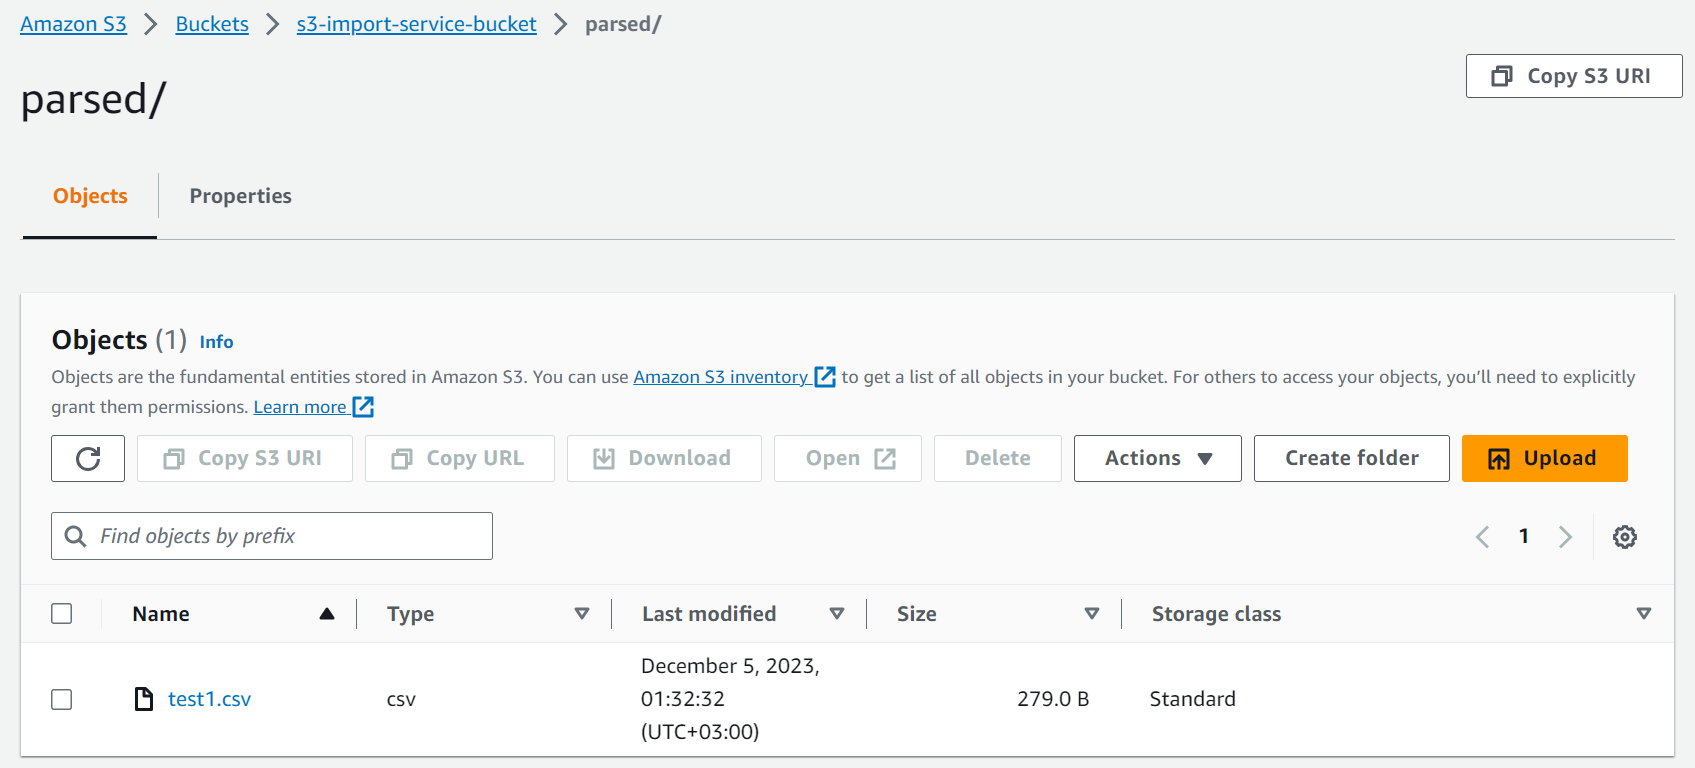 Amazon S3 > Buckets > s3-import-service-bucket > parsed/
parsed/
Copy S3 URI
Objects Properties
Objects (1) Info
Objects are the fundamental entities stored in Amazon S3. You can use Amazon S3 inventory to get a list of all objects in your bucket. For others to access your objects, you’ll need to explicitly
grant them permissions. Learn more
Copy S3 URI Copy URL Download Open Delete Actions Create folder Upload
Find objects by prefix
1
Name Type Last modified Size Storage class
test1.csv csv December 5, 2023, 279.0 B Standard
01:32:32
(UTC+03:00)